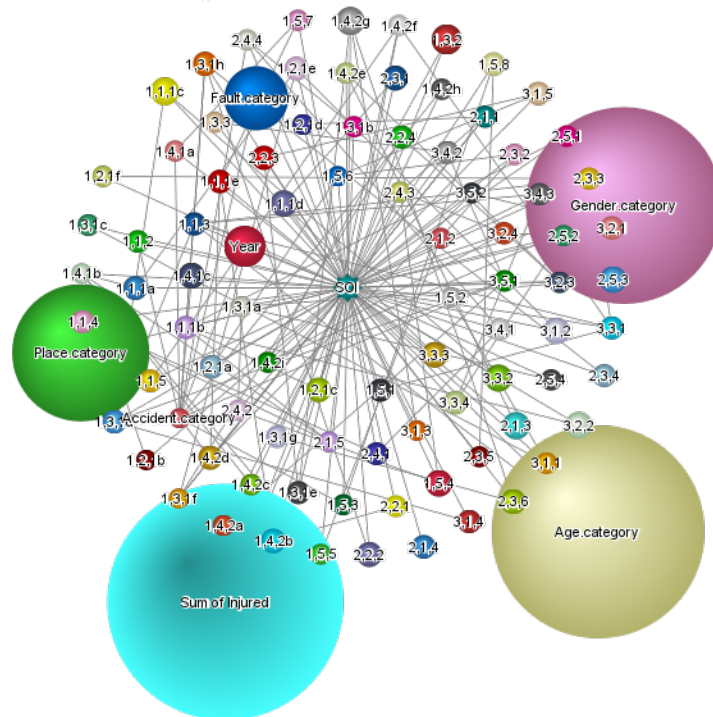 1,5,7
1,4,2g
1,4,2f
2,4,4
1,3,2
1,3,1h
1,2,1e
1,4,2e
2,3,1
1,5,8
1,1,1c
Fault.category
1,4,2h
3,1,5
1,3,3
1,2,1d
1,3,1b
2,2,4
2,1,1
2,5,1
1,4,1a
2,2,3
3,4,2
2,3,2
1,2,1f
1,1,1e
1,5,6
2,3,3
1,1,1d
2,4,3
3,5,2
3,4,3
Gender.category
1,3,1c
1,1,3
3,2,1
1,1,2
Year
2,1,2
3,2,4
2,5,2
1,4,1b
1,4,1c
1,1,1a
SOI
3,5,1
3,2,3
2,5,3
1,3,1a
1,5,2
1,1,4
1,1,1b
3,4,1
3,1,2
3,3,1
Place.category
1,2,1a
1,4,2i
3,3,3
1,1,5
1,2,1c
1,5,1
3,3,2
2,5,4
2,3,4
Accident.category
2,4,2
3,3,4
1,3,1g
2,1,5
3,1,3
2,1,3
3,2,2
1,2,1b
1,4,2d
2,4,1
2,3,5
3,1,1
1,3,1f
1,4,2c
1,3,1e
1,5,3
2,2,1
1,5,4
2,3,6
1,4,2a
3,1,4
1,4,2b
1,5,5
2,2,2
2,1,4
Age.category
Sum of Injured